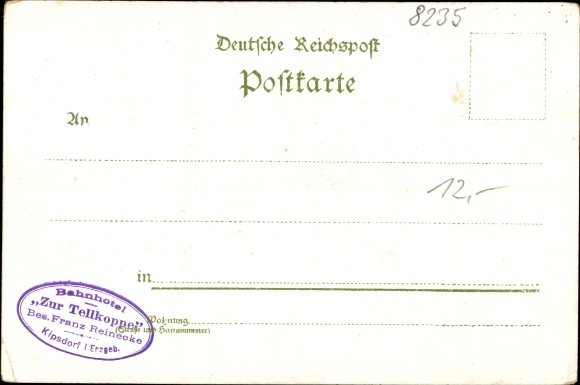 8235
Deutsche Reichspost
Postkarte
An
12,-
in
Bahnhotel
„Zur Tellkoppe"
Bes. Franz Reinecke
Kipsdorf i Erzgeb.
Wohnung
(Straße und Hausnummer)